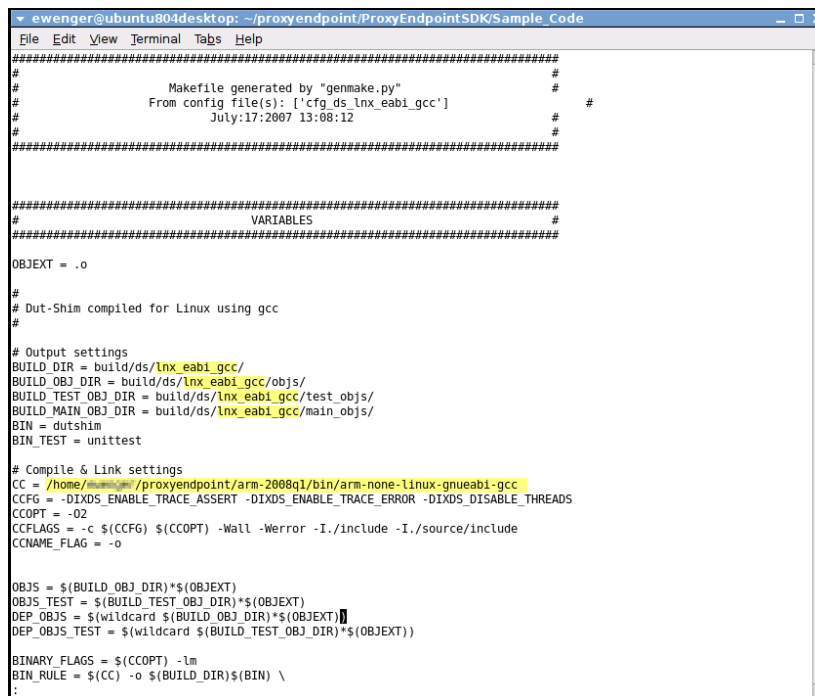 ewenger@ubuntu804desktop: ~/proxyendpoint/ProxyEndpointSDK/Sample_Code
File Edit View Terminal Tabs Help
################################################################################
# #
# Makefile generated by "genmake.py" #
# From config file(s): ['cfg_ds_lnx_eabi_gcc'] #
# July:17:2007 13:08:12 #
# #
################################################################################
################################################################################
# VARIABLES #
################################################################################
OBJEXT = .o
#
# Dut-Shim compiled for Linux using gcc
#
# Output settings
BUILD_DIR = build/ds/lnx_eabi_gcc/
BUILD_OBJ_DIR = build/ds/lnx_eabi_gcc/objs/
BUILD_TEST_OBJ_DIR = build/ds/lnx_eabi_gcc/test_objs/
BUILD_MAIN_OBJ_DIR = build/ds/lnx_eabi_gcc/main_objs/
BIN = dutshim
BIN_TEST = unittest
# Compile & Link settings
CC = /home/ /proxyendpoint/arm-2008q1/bin/arm-none-linux-gnueabi-gcc
CCFG = -DIXDS_ENABLE_TRACE_ASSERT -DIXDS_ENABLE_TRACE_ERROR -DIXDS_DISABLE_THREADS
CCOPT = -O2
CCFLAGS = -c $(CCFG) $(CCOPT) -Wall -Werror -I./include -I./source/include
CCNAME_FLAG = -o
OBJS = $(BUILD_OBJ_DIR)*$(OBJEXT)
OBJS_TEST = $(BUILD_TEST_OBJ_DIR)*$(OBJEXT)
DEP_OBJS = $(wildcard $(BUILD_OBJ_DIR)*$(OBJEXT))
DEP_OBJS_TEST = $(wildcard $(BUILD_TEST_OBJ_DIR)*$(OBJEXT))
BINARY_FLAGS = $(CCOPT) -lm
BIN_RULE = $(CC) -o $(BUILD_DIR)$(BIN) \
: